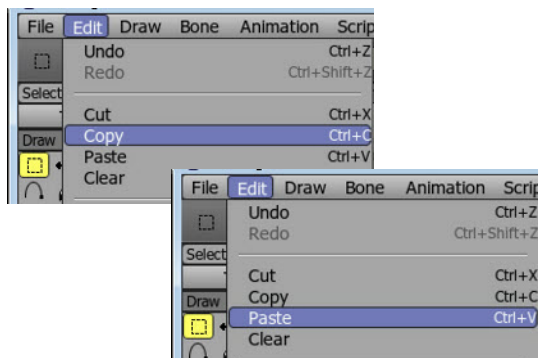 File Edit Draw Bone Animation Scrip
Undo Ctrl+Z
Redo Ctrl+Shift+Z
Select
Cut Ctrl+X
Draw
Copy Ctrl+C
Paste Ctrl+V
Clear
File Edit Draw Bone Animation Scrip
Undo Ctrl+Z
Redo Ctrl+Shift+Z
Select
Cut Ctrl+X
Draw
Copy Ctrl+C
Paste Ctrl+V
Clear